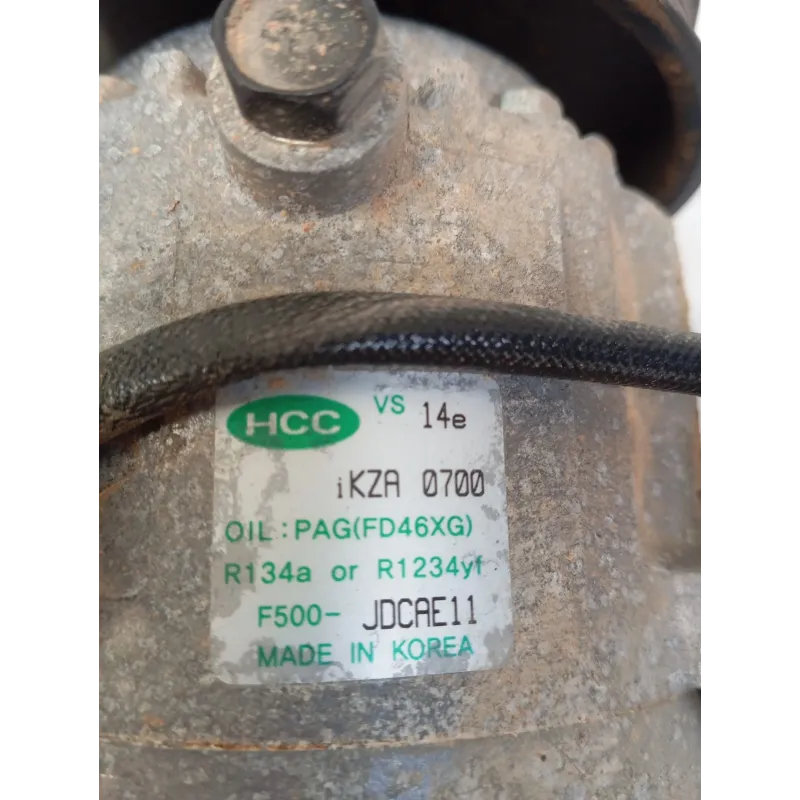 HCC VS 14e
iKZA 0700
OIL: PAG(FD46XG)
R134a or R1234yf
F500- JDCAE11
MADE IN KOREA